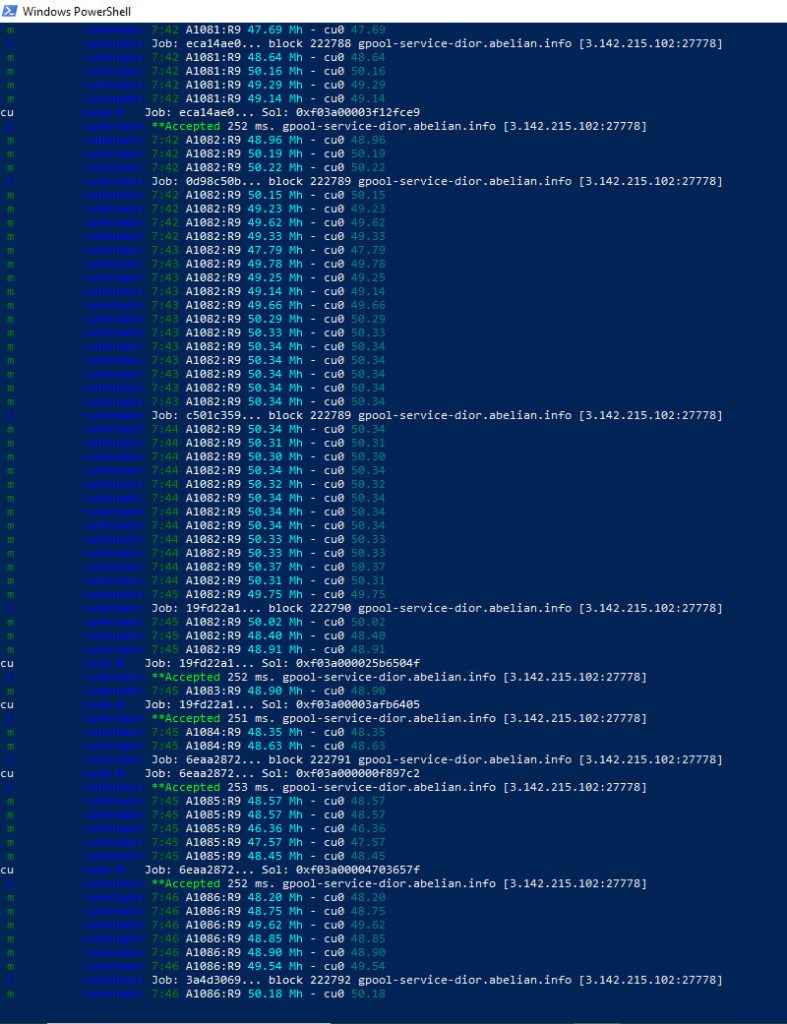 Windows PowerShell
m 7:42 A1081:R9 47.69 Mh - cu0 47.69
Job: eca14ae0... block 222788 gpool-service-dior.abelian.info [3.142.215.102:27778]
m 7:42 A1081:R9 48.64 Mh - cu0 48.64
m 7:42 A1081:R9 50.16 Mh - cu0 50.16
m 7:42 A1081:R9 49.29 Mh - cu0 49.29
m 7:42 A1081:R9 49.14 Mh - cu0 49.14
cu Job: eca14ae0... Sol: 0xf03a00003f12fce9
**Accepted 252 ms. gpool-service-dior.abelian.info [3.142.215.102:27778]
m 7:42 A1082:R9 48.96 Mh - cu0 48.96
m 7:42 A1082:R9 50.19 Mh - cu0 50.19
m 7:42 A1082:R9 50.22 Mh - cu0 50.22
Job: 0d98c50b... block 222789 gpool-service-dior.abelian.info [3.142.215.102:27778]
m 7:42 A1082:R9 50.15 Mh - cu0 50.15
m 7:42 A1082:R9 49.23 Mh - cu0 49.23
m 7:42 A1082:R9 49.62 Mh - cu0 49.62
m 7:42 A1082:R9 49.33 Mh - cu0 49.33
m 7:43 A1082:R9 47.79 Mh - cu0 47.79
m 7:43 A1082:R9 49.78 Mh - cu0 49.78
m 7:43 A1082:R9 49.25 Mh - cu0 49.25
m 7:43 A1082:R9 49.14 Mh - cu0 49.14
m 7:43 A1082:R9 49.66 Mh - cu0 49.66
m 7:43 A1082:R9 50.29 Mh - cu0 50.29
m 7:43 A1082:R9 50.33 Mh - cu0 50.33
m 7:43 A1082:R9 50.34 Mh - cu0 50.34
m 7:43 A1082:R9 50.34 Mh - cu0 50.34
m 7:43 A1082:R9 50.34 Mh - cu0 50.34
m 7:43 A1082:R9 50.34 Mh - cu0 50.34
m 7:43 A1082:R9 50.34 Mh - cu0 50.34
Job: c501c359... block 222789 gpool-service-dior.abelian.info [3.142.215.102:27778]
m 7:44 A1082:R9 50.34 Mh - cu0 50.34
m 7:44 A1082:R9 50.31 Mh - cu0 50.31
m 7:44 A1082:R9 50.30 Mh - cu0 50.30
m 7:44 A1082:R9 50.34 Mh - cu0 50.34
m 7:44 A1082:R9 50.32 Mh - cu0 50.32
m 7:44 A1082:R9 50.34 Mh - cu0 50.34
m 7:44 A1082:R9 50.34 Mh - cu0 50.34
m 7:44 A1082:R9 50.34 Mh - cu0 50.34
m 7:44 A1082:R9 50.33 Mh - cu0 50.33
m 7:44 A1082:R9 50.33 Mh - cu0 50.33
m 7:44 A1082:R9 50.37 Mh - cu0 50.37
m 7:44 A1082:R9 50.31 Mh - cu0 50.31
m 7:45 A1082:R9 49.75 Mh - cu0 49.75
Job: 19fd22a1... block 222790 gpool-service-dior.abelian.info [3.142.215.102:27778]
m 7:45 A1082:R9 50.02 Mh - cu0 50.02
m 7:45 A1082:R9 48.40 Mh - cu0 48.40
m 7:45 A1082:R9 48.91 Mh - cu0 48.91
cu Job: 19fd22a1... Sol: 0xf03a000025b6504f
**Accepted 252 ms. gpool-service-dior.abelian.info [3.142.215.102:27778]
m 7:45 A1083:R9 48.90 Mh - cu0 48.90
cu Job: 19fd22a1... Sol: 0xf03a00003afb6405
**Accepted 251 ms. gpool-service-dior.abelian.info [3.142.215.102:27778]
m 7:45 A1084:R9 48.35 Mh - cu0 48.35
m 7:45 A1084:R9 48.63 Mh - cu0 48.63
Job: 6eaa2872... block 222791 gpool-service-dior.abelian.info [3.142.215.102:27778]
cu Job: 6eaa2872... Sol: 0xf03a000000f897c2
**Accepted 253 ms. gpool-service-dior.abelian.info [3.142.215.102:27778]
m 7:45 A1085:R9 48.57 Mh - cu0 48.57
m 7:45 A1085:R9 48.57 Mh - cu0 48.57
m 7:45 A1085:R9 46.36 Mh - cu0 46.36
m 7:45 A1085:R9 47.57 Mh - cu0 47.57
m 7:45 A1085:R9 48.45 Mh - cu0 48.45
cu Job: 6eaa2872... Sol: 0xf03a00004703657f
**Accepted 252 ms. gpool-service-dior.abelian.info [3.142.215.102:27778]
m 7:46 A1086:R9 48.20 Mh - cu0 48.20
m 7:46 A1086:R9 48.75 Mh - cu0 48.75
m 7:46 A1086:R9 49.62 Mh - cu0 49.62
m 7:46 A1086:R9 48.85 Mh - cu0 48.85
m 7:46 A1086:R9 48.90 Mh - cu0 48.90
m 7:46 A1086:R9 49.54 Mh - cu0 49.54
Job: 3a4d3069... block 222792 gpool-service-dior.abelian.info [3.142.215.102:27778]
m 7:46 A1086:R9 50.18 Mh - cu0 50.18